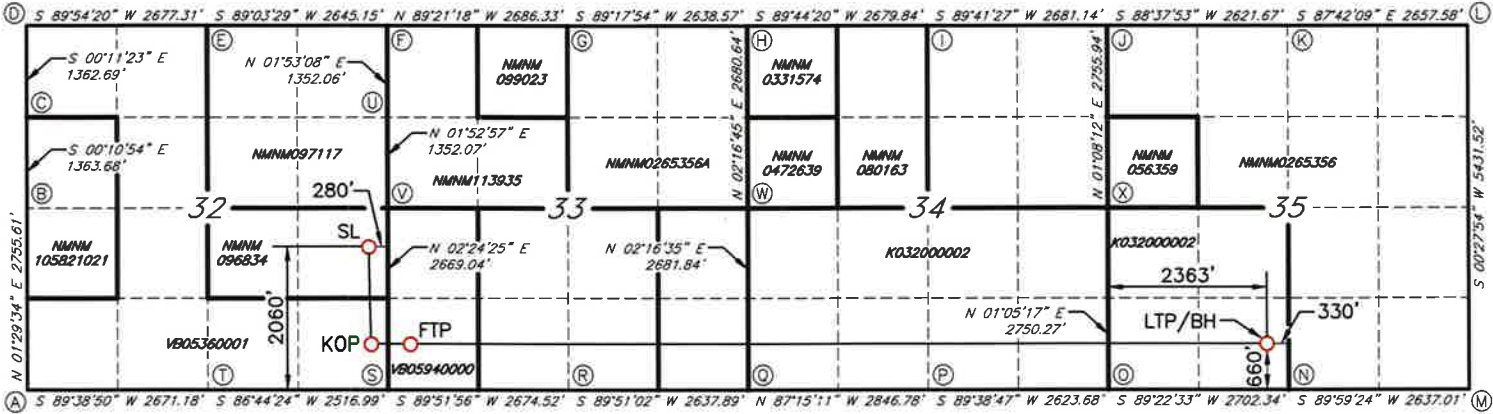 D S 89°54'20" W 2677.31' S 89°03'29" W 2645.15' N 89°21'18" W 2686.33' S 89°17'54" W 2638.57' S 89°44'20" W 2679.84' S 89°41'27" W 2681.14' S 88°37'53" W 2621.67' S 87°42'09" E 2657.58' L
E F G H I J K
S 00°11'23" E
1362.69'
N 01°53'08" E
1352.06'
NMNM
099023
N 02°16'45" E 2680.64'
NMNM
0331574
N 01°08'12" E 2755.94'
C U
S 00°10'54" E
1363.68'
NMNM097117
N 01°52'57" E
1352.07'
NMNM113935
NMNM0265356A
NMNM
0472639
NMNM
080163
NMNM
056359
NMNM0265356
S 00°27'54" W 5431.52'
B 32 280' V 33 W 34 X 35
N 01°29'34" E 2755.61'
NMNM
105821021
NMNM
096834
SL
N 02°24'25" E
2669.04'
N 02°16'35" E
2681.84'
K032000002
K032000002
2363'
2060'
VB05360001
KOP
FTP
VB05940000
N 01°05'17" E
2750.27'
LTP/BH
330'
660'
T S R Q P O N
A S 89°38'50" W 2671.18' S 86°44'24" W 2516.99' S 89°51'56" W 2674.52' S 89°51'02" W 2637.89' N 87°15'11" W 2846.78' S 89°38'47" W 2623.68' S 89°22'33" W 2702.34' S 89°59'24" W 2637.01' M